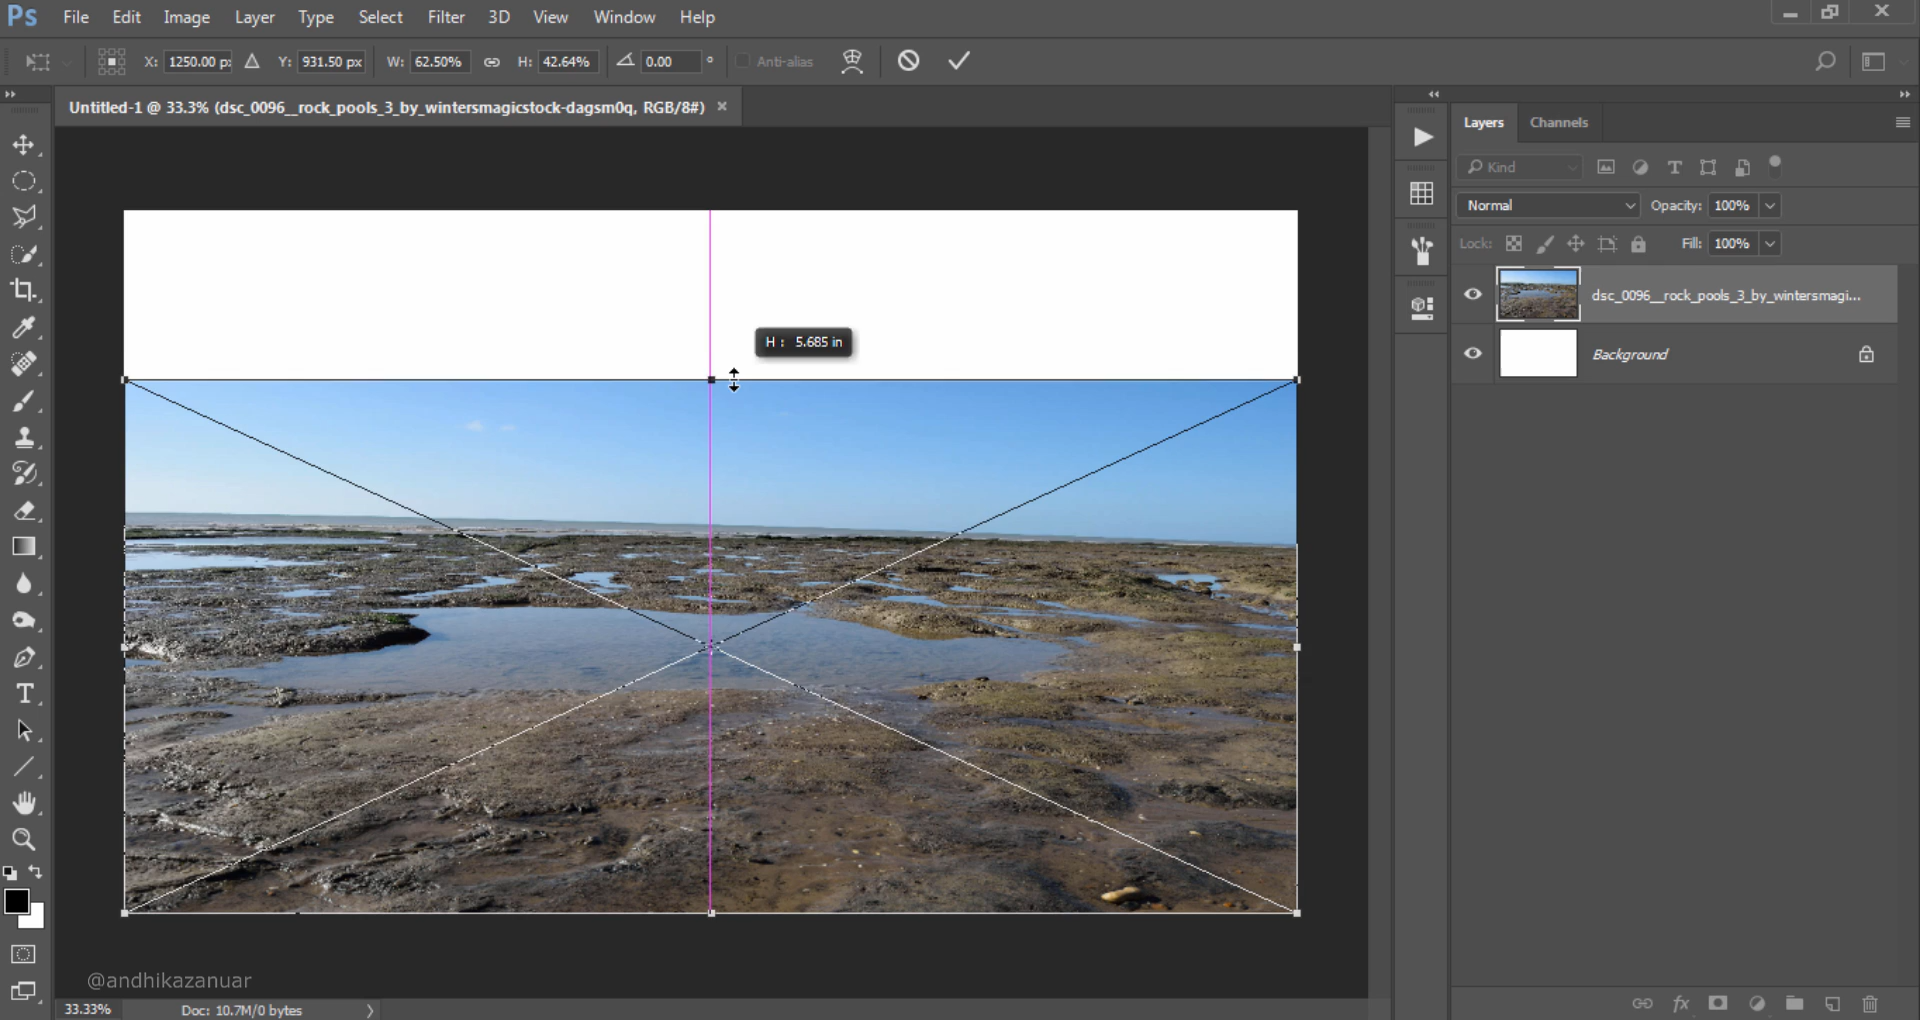 Ps File Edit Image Layer Type Select Filter 3D View Window Help
X: 1250.00 p: Y: 931.50 px W: 62.50% H: 42.64% 0.00 ° Anti-alias
Untitled-1 @ 33.3% (dsc_0096__rock_pools_3_by_wintersmagicstock-dagsm0q, RGB/8#) ×
Layers Channels
Kind
Normal Opacity: 100%
Lock: Fill: 100%
dsc_0096__rock_pools_3_by_wintersmagi...
Background
H : 5.685 in
@andhikazanuar
33.33% Doc: 10.7M/0 bytes